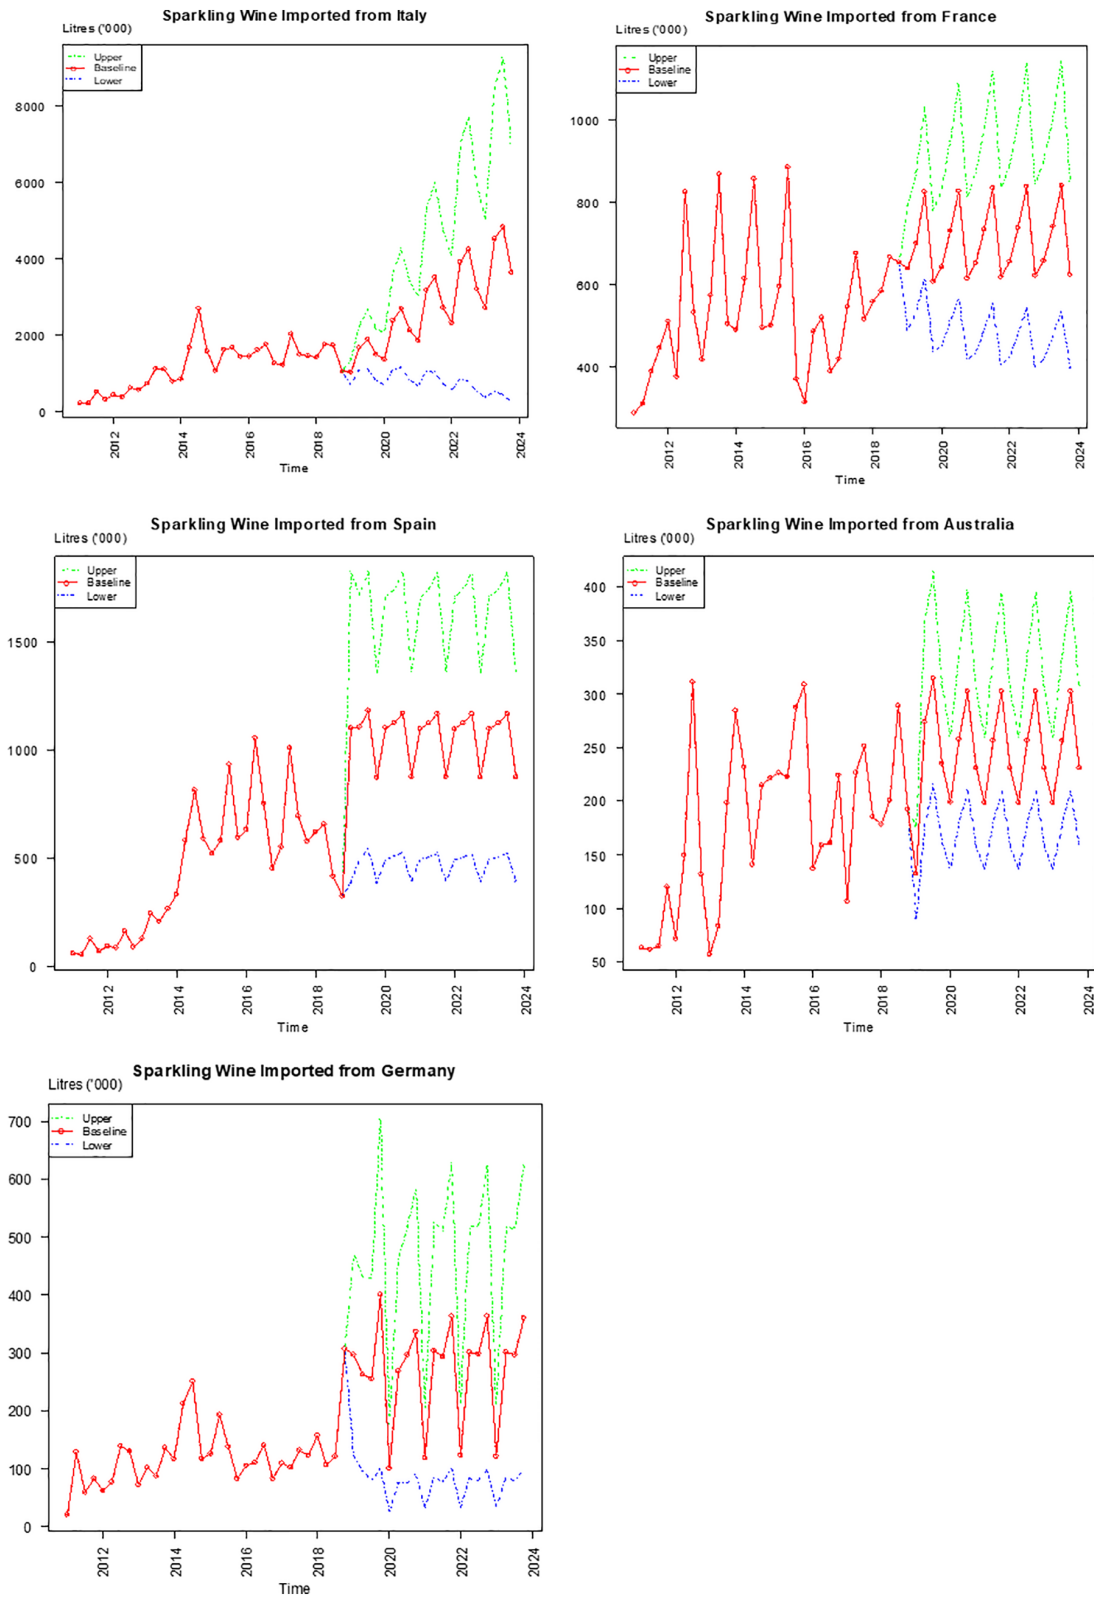 Sparkling Wine Imported from Italy
Litres ('000)
Upper
Baseline
Lower
8000
6000
4000
2000
0
2012 2014 2016 2018 2020 2022 2024
Time
Sparkling Wine Imported from France
Litres ('000)
Upper
Baseline
Lower
1000
800
600
400
2012 2014 2016 2018 2020 2022 2024
Time
Sparkling Wine Imported from Spain
Litres ('000)
Upper
Baseline
Lower
1500
1000
500
0
2012 2014 2016 2018 2020 2022 2024
Time
Sparkling Wine Imported from Australia
Litres ('000)
Upper
Baseline
Lower
400
350
300
250
200
150
100
50
2012 2014 2016 2018 2020 2022 2024
Time
Sparkling Wine Imported from Germany
Litres ('000)
Upper
Baseline
Lower
700
600
500
400
300
200
100
0
2012 2014 2016 2018 2020 2022 2024
Time